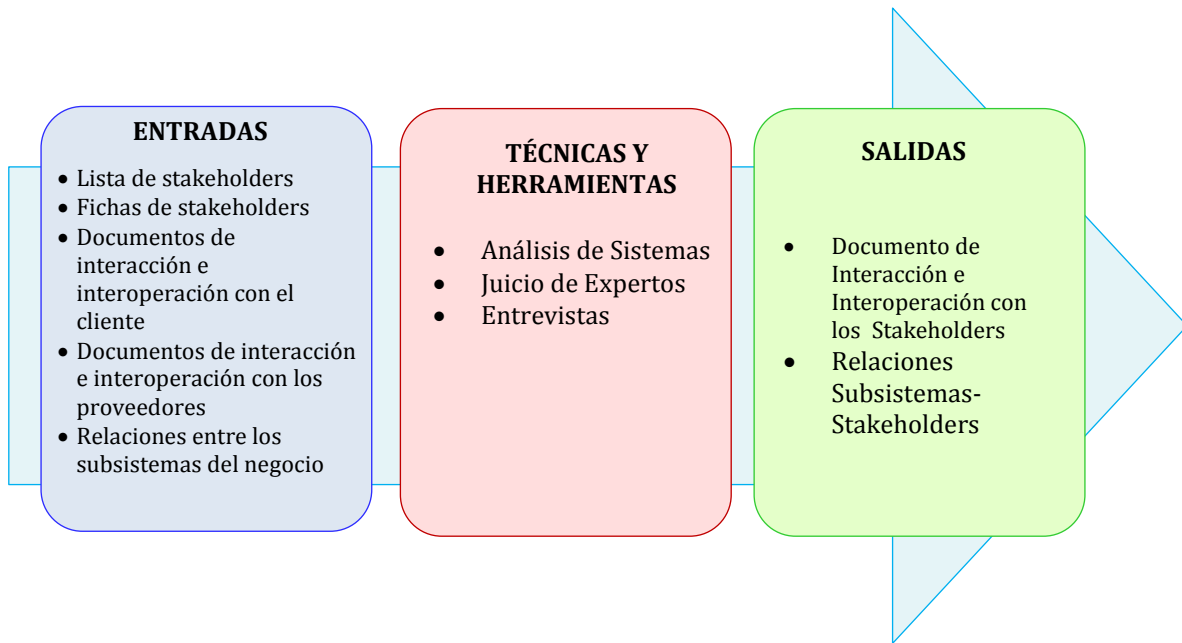 ENTRADAS
• Lista de stakeholders
• Fichas de stakeholders
• Documentos de
interacción e
interoperación con el
cliente
• Documentos de interacción
e interoperación con los
proveedores
• Relaciones entre los
subsistemas del negocio
TÉCNICAS Y
HERRAMIENTAS
• Análisis de Sistemas
• Juicio de Expertos
• Entrevistas
SALIDAS
• Documento de
Interacción e
Interoperación con
los Stakeholders
• Relaciones
Subsistemas-
Stakeholders